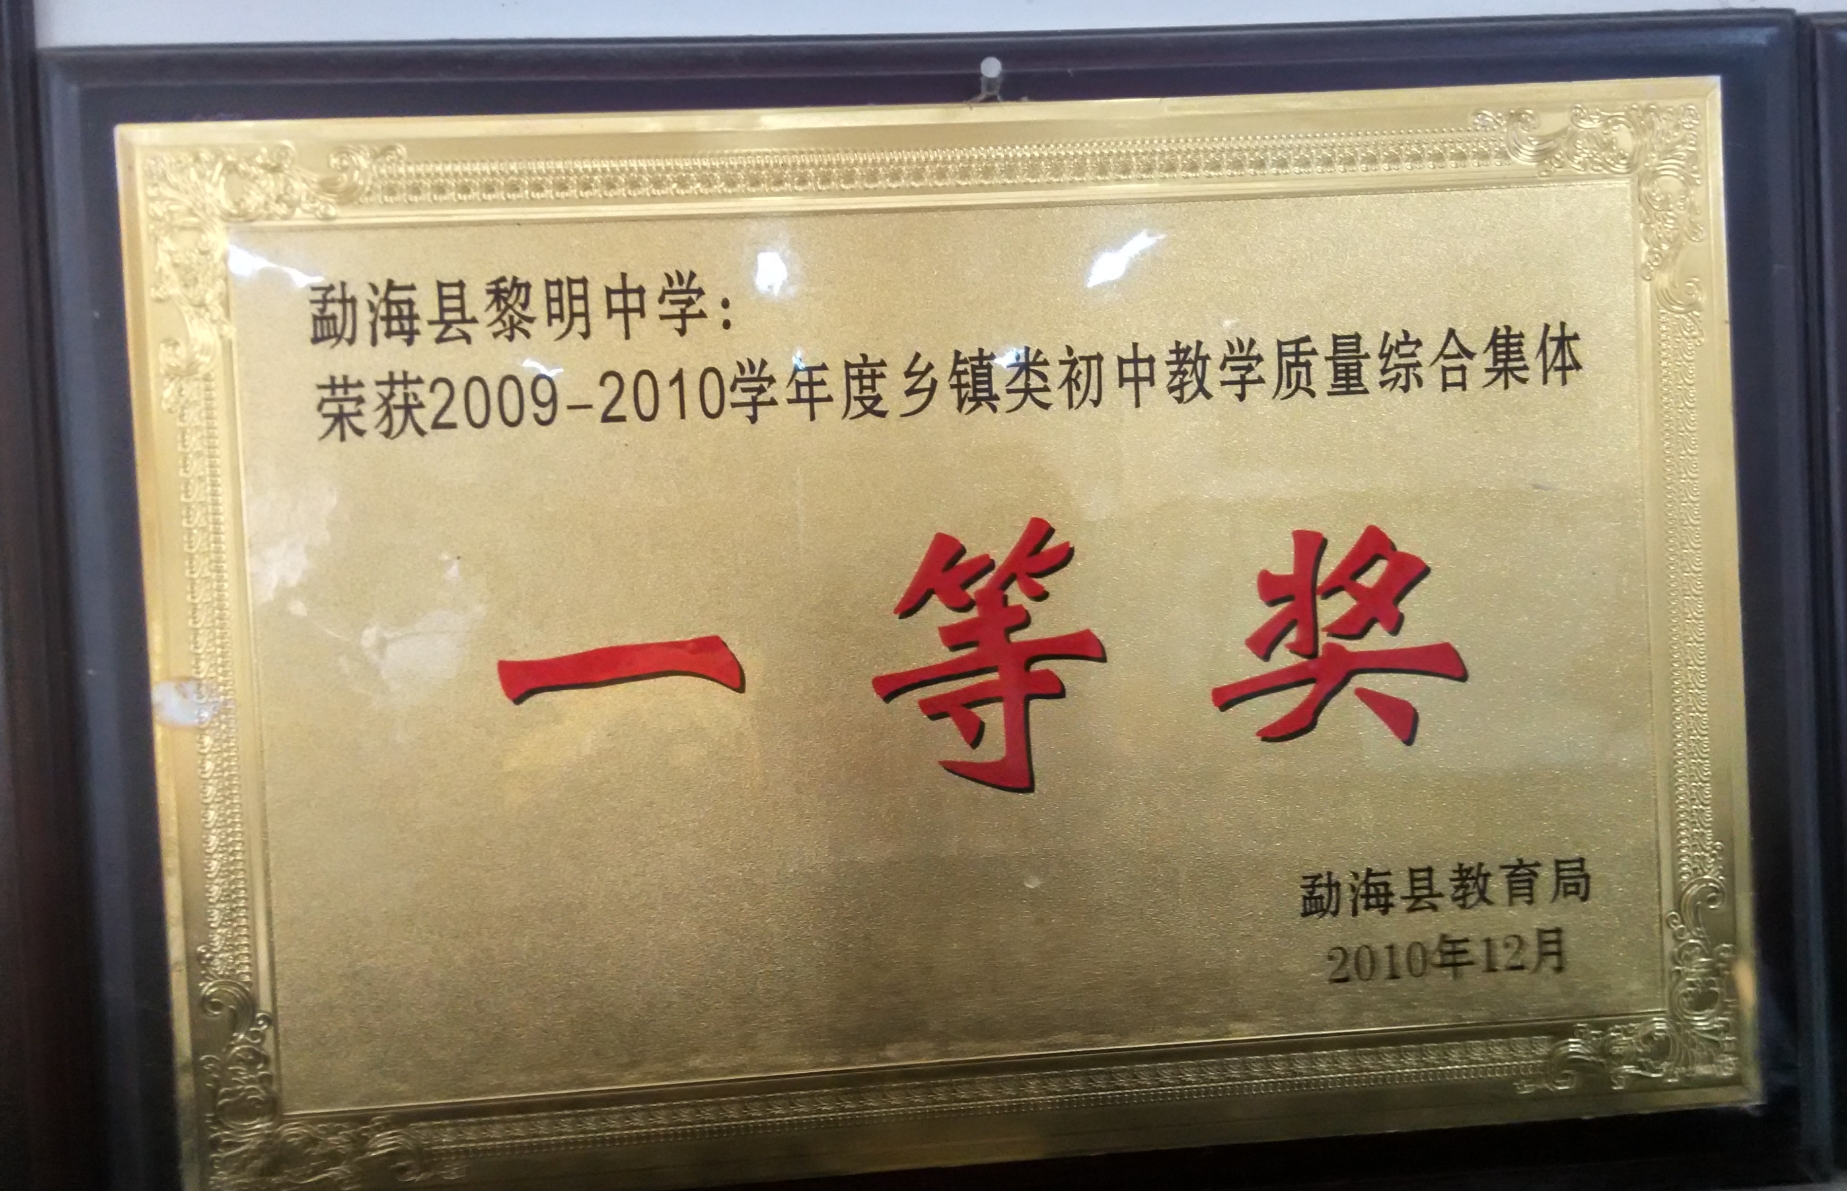 勐海县黎明中学：
荣获2009-2010学年度乡镇类初中教学质量综合集体
一等奖
勐海县教育局
2010年12月